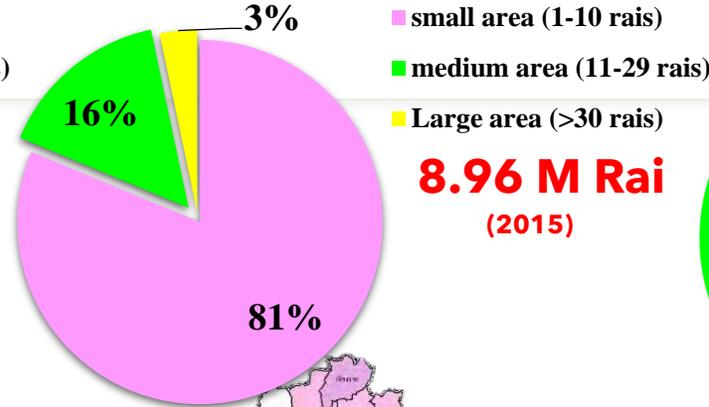 3%
small area (1-10 rais)
)
medium area (11-29 rais)
16%
Large area (>30 rais)
8.96 M Rai
(2015)
81%